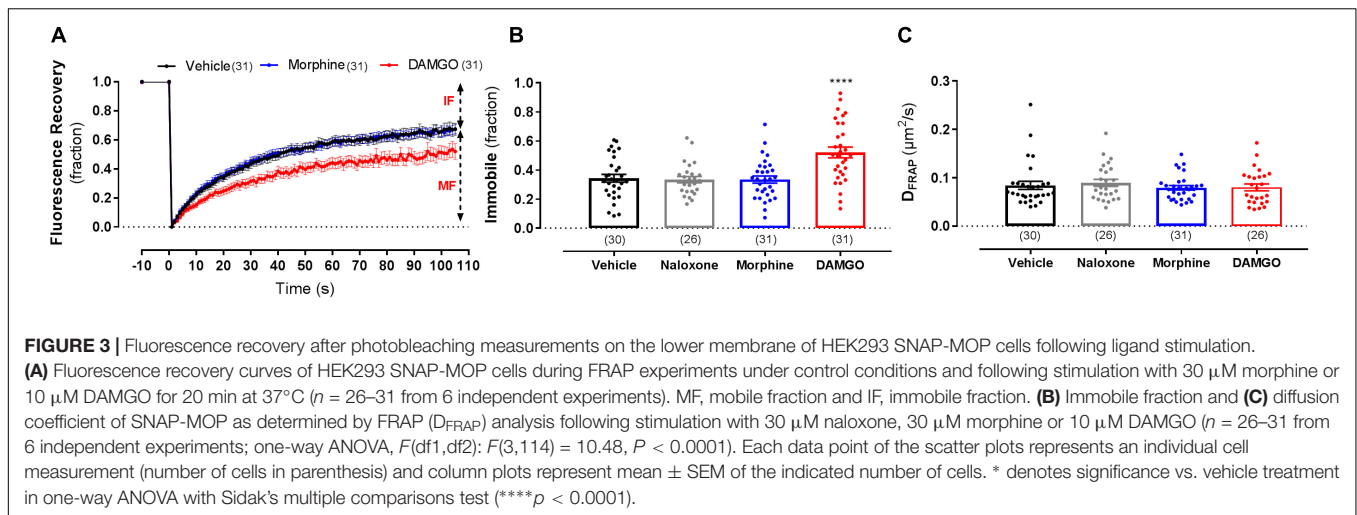 A
Vehicle(31) Morphine(31) DAMGO (31)
Fluorescence Recovery
(fraction)
1.0
0.8
0.6
0.4
0.2
0.0
IF
MF
-10 0 10 20 30 40 50 60 70 80 90 100 110
Time (s)
B
Immobile (fraction)
1.0
0.8
0.6
0.4
0.2
0.0
****
(30) (26) (31) (31)
Vehicle Naloxone Morphine DAMGO
C
DFRAP (μm²/s)
0.3
0.2
0.1
0.0
(30) (26) (31) (26)
Vehicle Naloxone Morphine DAMGO
FIGURE 3 | Fluorescence recovery after photobleaching measurements on the lower membrane of HEK293 SNAP-MOP cells following ligand stimulation.
(A) Fluorescence recovery curves of HEK293 SNAP-MOP cells during FRAP experiments under control conditions and following stimulation with 30 μM morphine or
10 μM DAMGO for 20 min at 37°C (n = 26–31 from 6 independent experiments). MF, mobile fraction and IF, immobile fraction. (B) Immobile fraction and (C) diffusion
coefficient of SNAP-MOP as determined by FRAP (DFRAP) analysis following stimulation with 30 μM naloxone, 30 μM morphine or 10 μM DAMGO (n = 26–31 from
6 independent experiments; one-way ANOVA, F(df1,df2): F(3,114) = 10.48, P < 0.0001). Each data point of the scatter plots represents an individual cell
measurement (number of cells in parenthesis) and column plots represent mean ± SEM of the indicated number of cells. * denotes significance vs. vehicle treatment
in one-way ANOVA with Sidak's multiple comparisons test (****p < 0.0001).